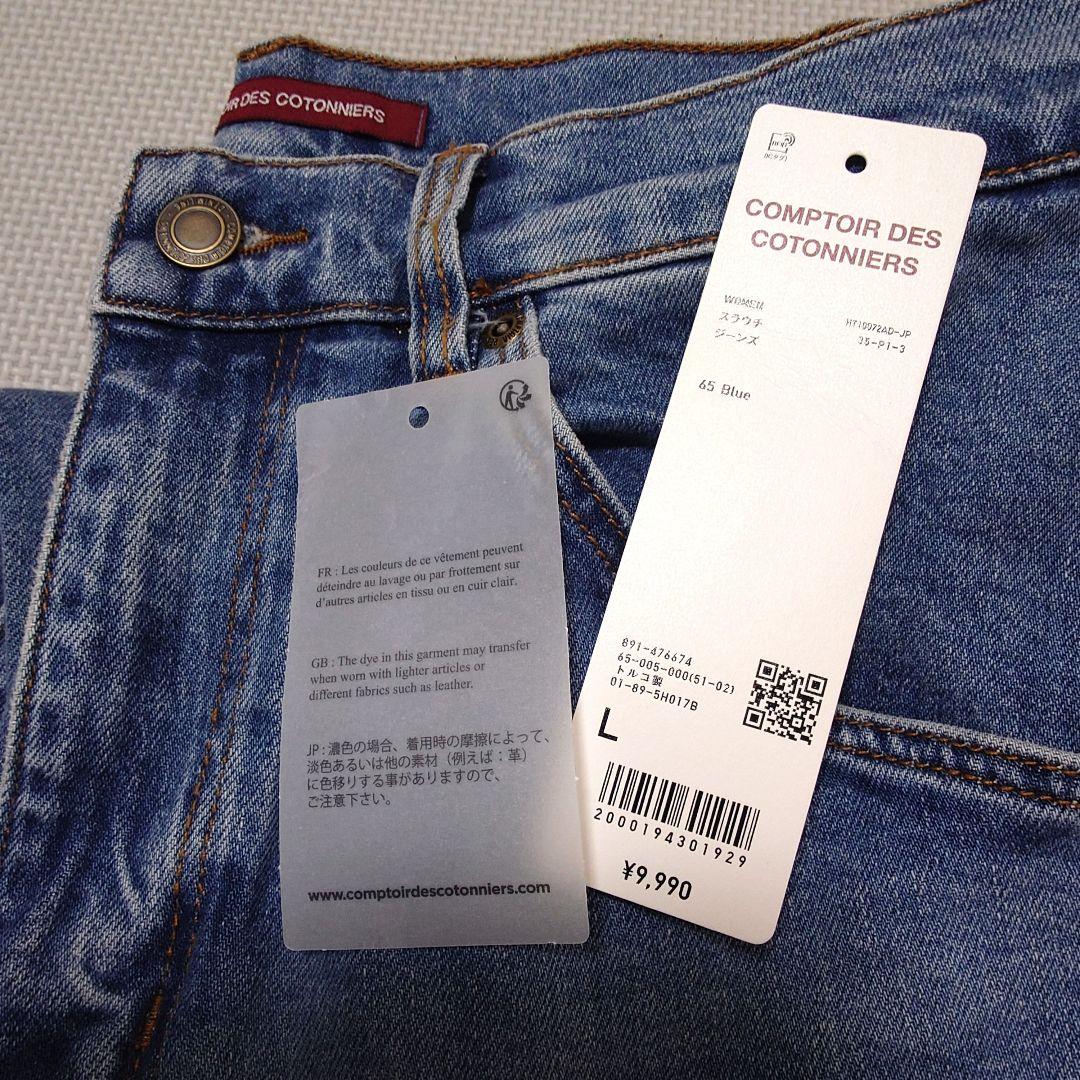 DES COTONNIERS
COMPTOIR DES
COTONNIERS
WOMEN
スラウチ
ジーンズ
HT10072AD-JP
35-P1-3
65 Blue
891-476674
65-005-000(51-02)
トルコ製
01-89-5H017B
L
2000194301929
¥9,990
FR : Les couleurs de ce vêtement peuvent
déteindre au lavage ou par frottement sur
d'autres articles en tissu ou en cuir clair.
GB : The dye in this garment may transfer
when worn with lighter articles or
different fabrics such as leather.
JP : 濃色の場合、着用時の摩擦によって、
淡色あるいは他の素材（例えば：革）
に色移りする事がありますので、
ご注意下さい。
www.comptoirdescotonniers.com